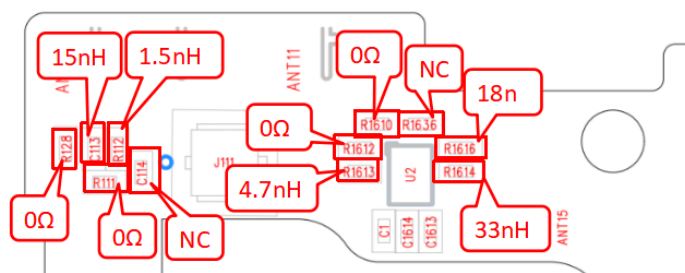 15nH
1.5nH
ANT11
0Ω
NC
18n
R128
C113
R112
C114
R111
J111
0Ω
R1610
R1636
R1612
R1616
R1613
R1614
U2
4.7nH
0Ω
0Ω
NC
C1
C1614
C1613
33nH
ANT15